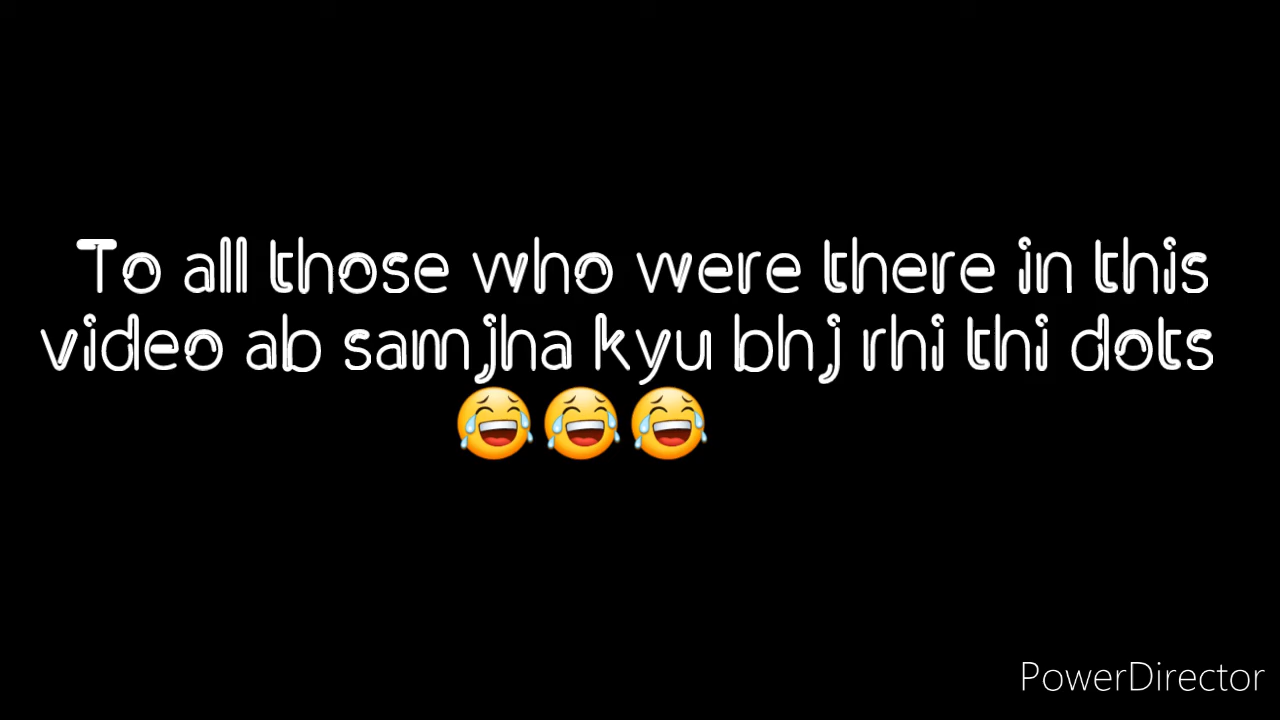 To all those who were there in this
video ab samjha kyu bhj rhi thi dots
😂😂😂
PowerDirector